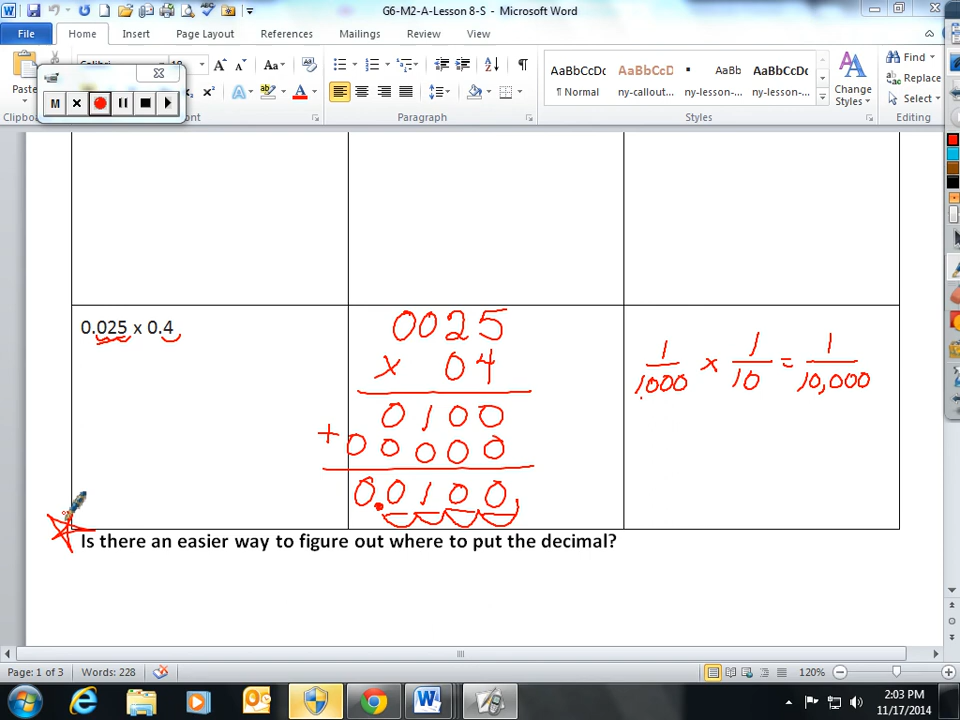 G6-M2-A-Lesson 8-S - Microsoft Word
File Home Insert Page Layout References Mailings Review View
Paste
AaBbCcDc AaBbCcD AaBb AaBbCcDc
¶ Normal ny-callout... ny-lesson-... ny-lesson-...
Change Styles
Find
Replace
Select
M
Paragraph Styles Editing
0.025 x 0.4
0025
x 04
0100
+00000
0.0100.
1/1000 x 1/10 = 1/10,000
Is there an easier way to figure out where to put the decimal?
Page: 1 of 3 Words: 228 120%
2:03 PM
11/17/2014